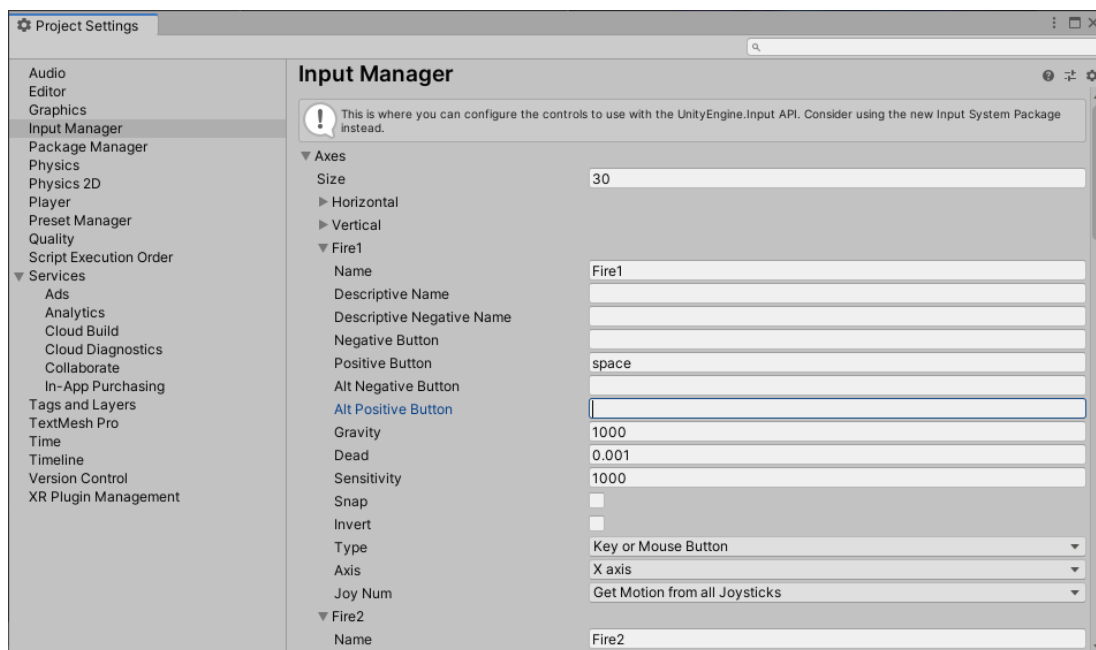 Project Settings
Audio
Editor
Graphics
Input Manager
Package Manager
Physics
Physics 2D
Player
Preset Manager
Quality
Script Execution Order
Services
Ads
Analytics
Cloud Build
Cloud Diagnostics
Collaborate
In-App Purchasing
Tags and Layers
TextMesh Pro
Time
Timeline
Version Control
XR Plugin Management
Input Manager
This is where you can configure the controls to use with the UnityEngine.Input API. Consider using the new Input System Package
instead.
Axes
Size 30
Horizontal
Vertical
Fire1
Name Fire1
Descriptive Name
Descriptive Negative Name
Negative Button
Positive Button space
Alt Negative Button
Alt Positive Button
Gravity 1000
Dead 0.001
Sensitivity 1000
Snap
Invert
Type Key or Mouse Button
Axis X axis
Joy Num Get Motion from all Joysticks
Fire2
Name Fire2